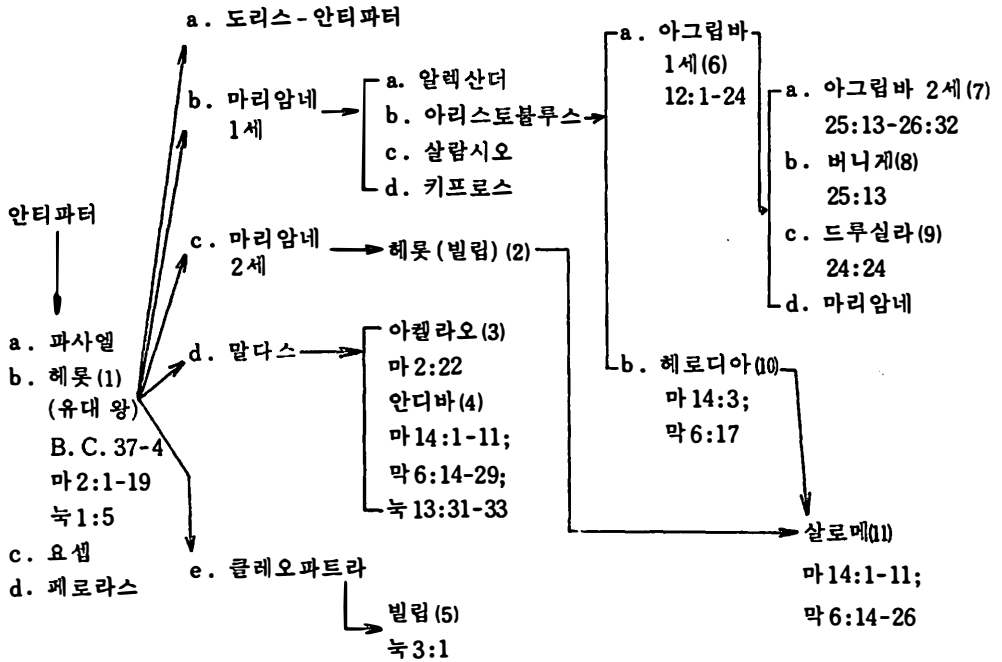 안티파터
a. 파사엘
b. 헤롯(1)
(유대 왕)
B.C. 37-4
마2:1-19
눅1:5
c. 요셉
d. 페로라스
a. 도리스-안티파터
b. 마리암네
1세
a. 알렉산더
b. 아리스토불루스
c. 살람시오
d. 키프로스
c. 마리암네
2세
헤롯(빌립)(2)
d. 말다스
아켈라오(3)
마2:22
안디바(4)
마14:1-11;
막6:14-29;
눅13:31-33
e. 클레오파트라
빌립(5)
눅3:1
a. 아그립바
1세(6)
12:1-24
a. 아그립바 2세(7)
25:13-26:32
b. 버니게(8)
25:13
c. 드루실라(9)
24:24
d. 마리암네
b. 헤로디아(10)
마14:3;
막6:17
살로메(11)
마14:1-11;
막6:14-26